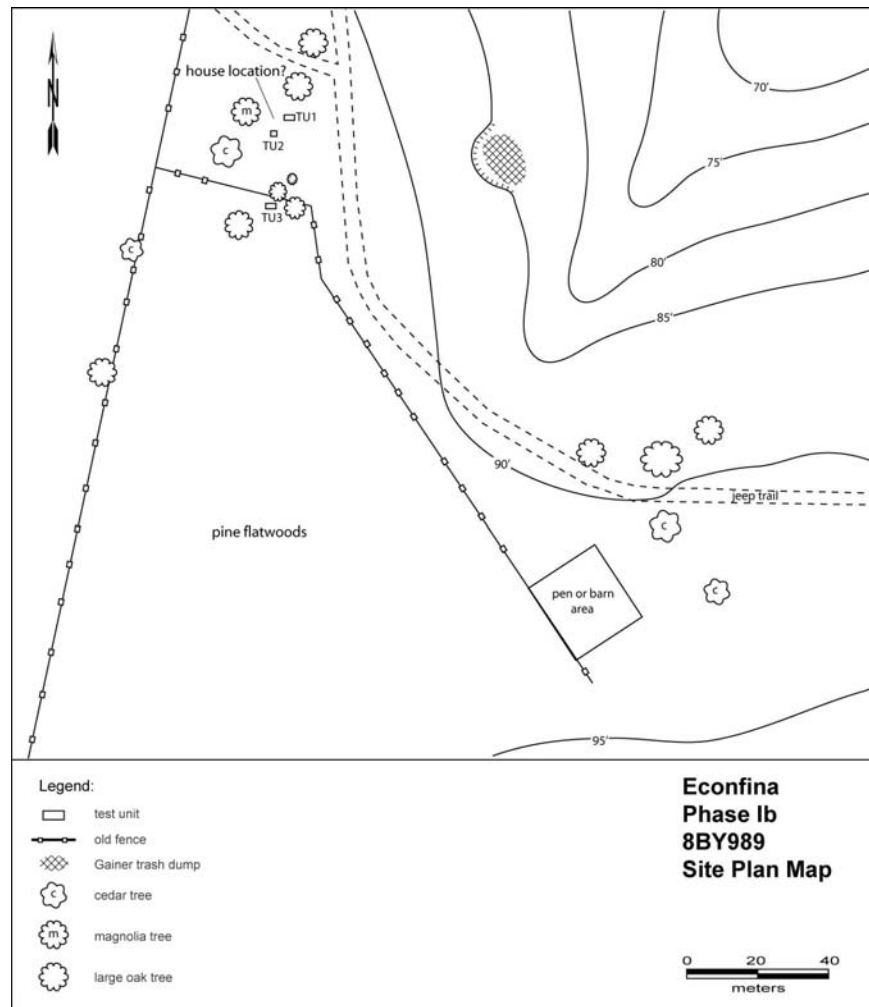 N
house location?
m
TU1
TU2
c
TU3
c
70'
75'
80'
85'
90'
jeep trail
pine flatwoods
c
pen or barn
area
c
95'
Legend:
test unit
old fence
Gainer trash dump
c
cedar tree
m
magnolia tree
large oak tree
Econfina
Phase Ib
8BY989
Site Plan Map
0 20 40
meters